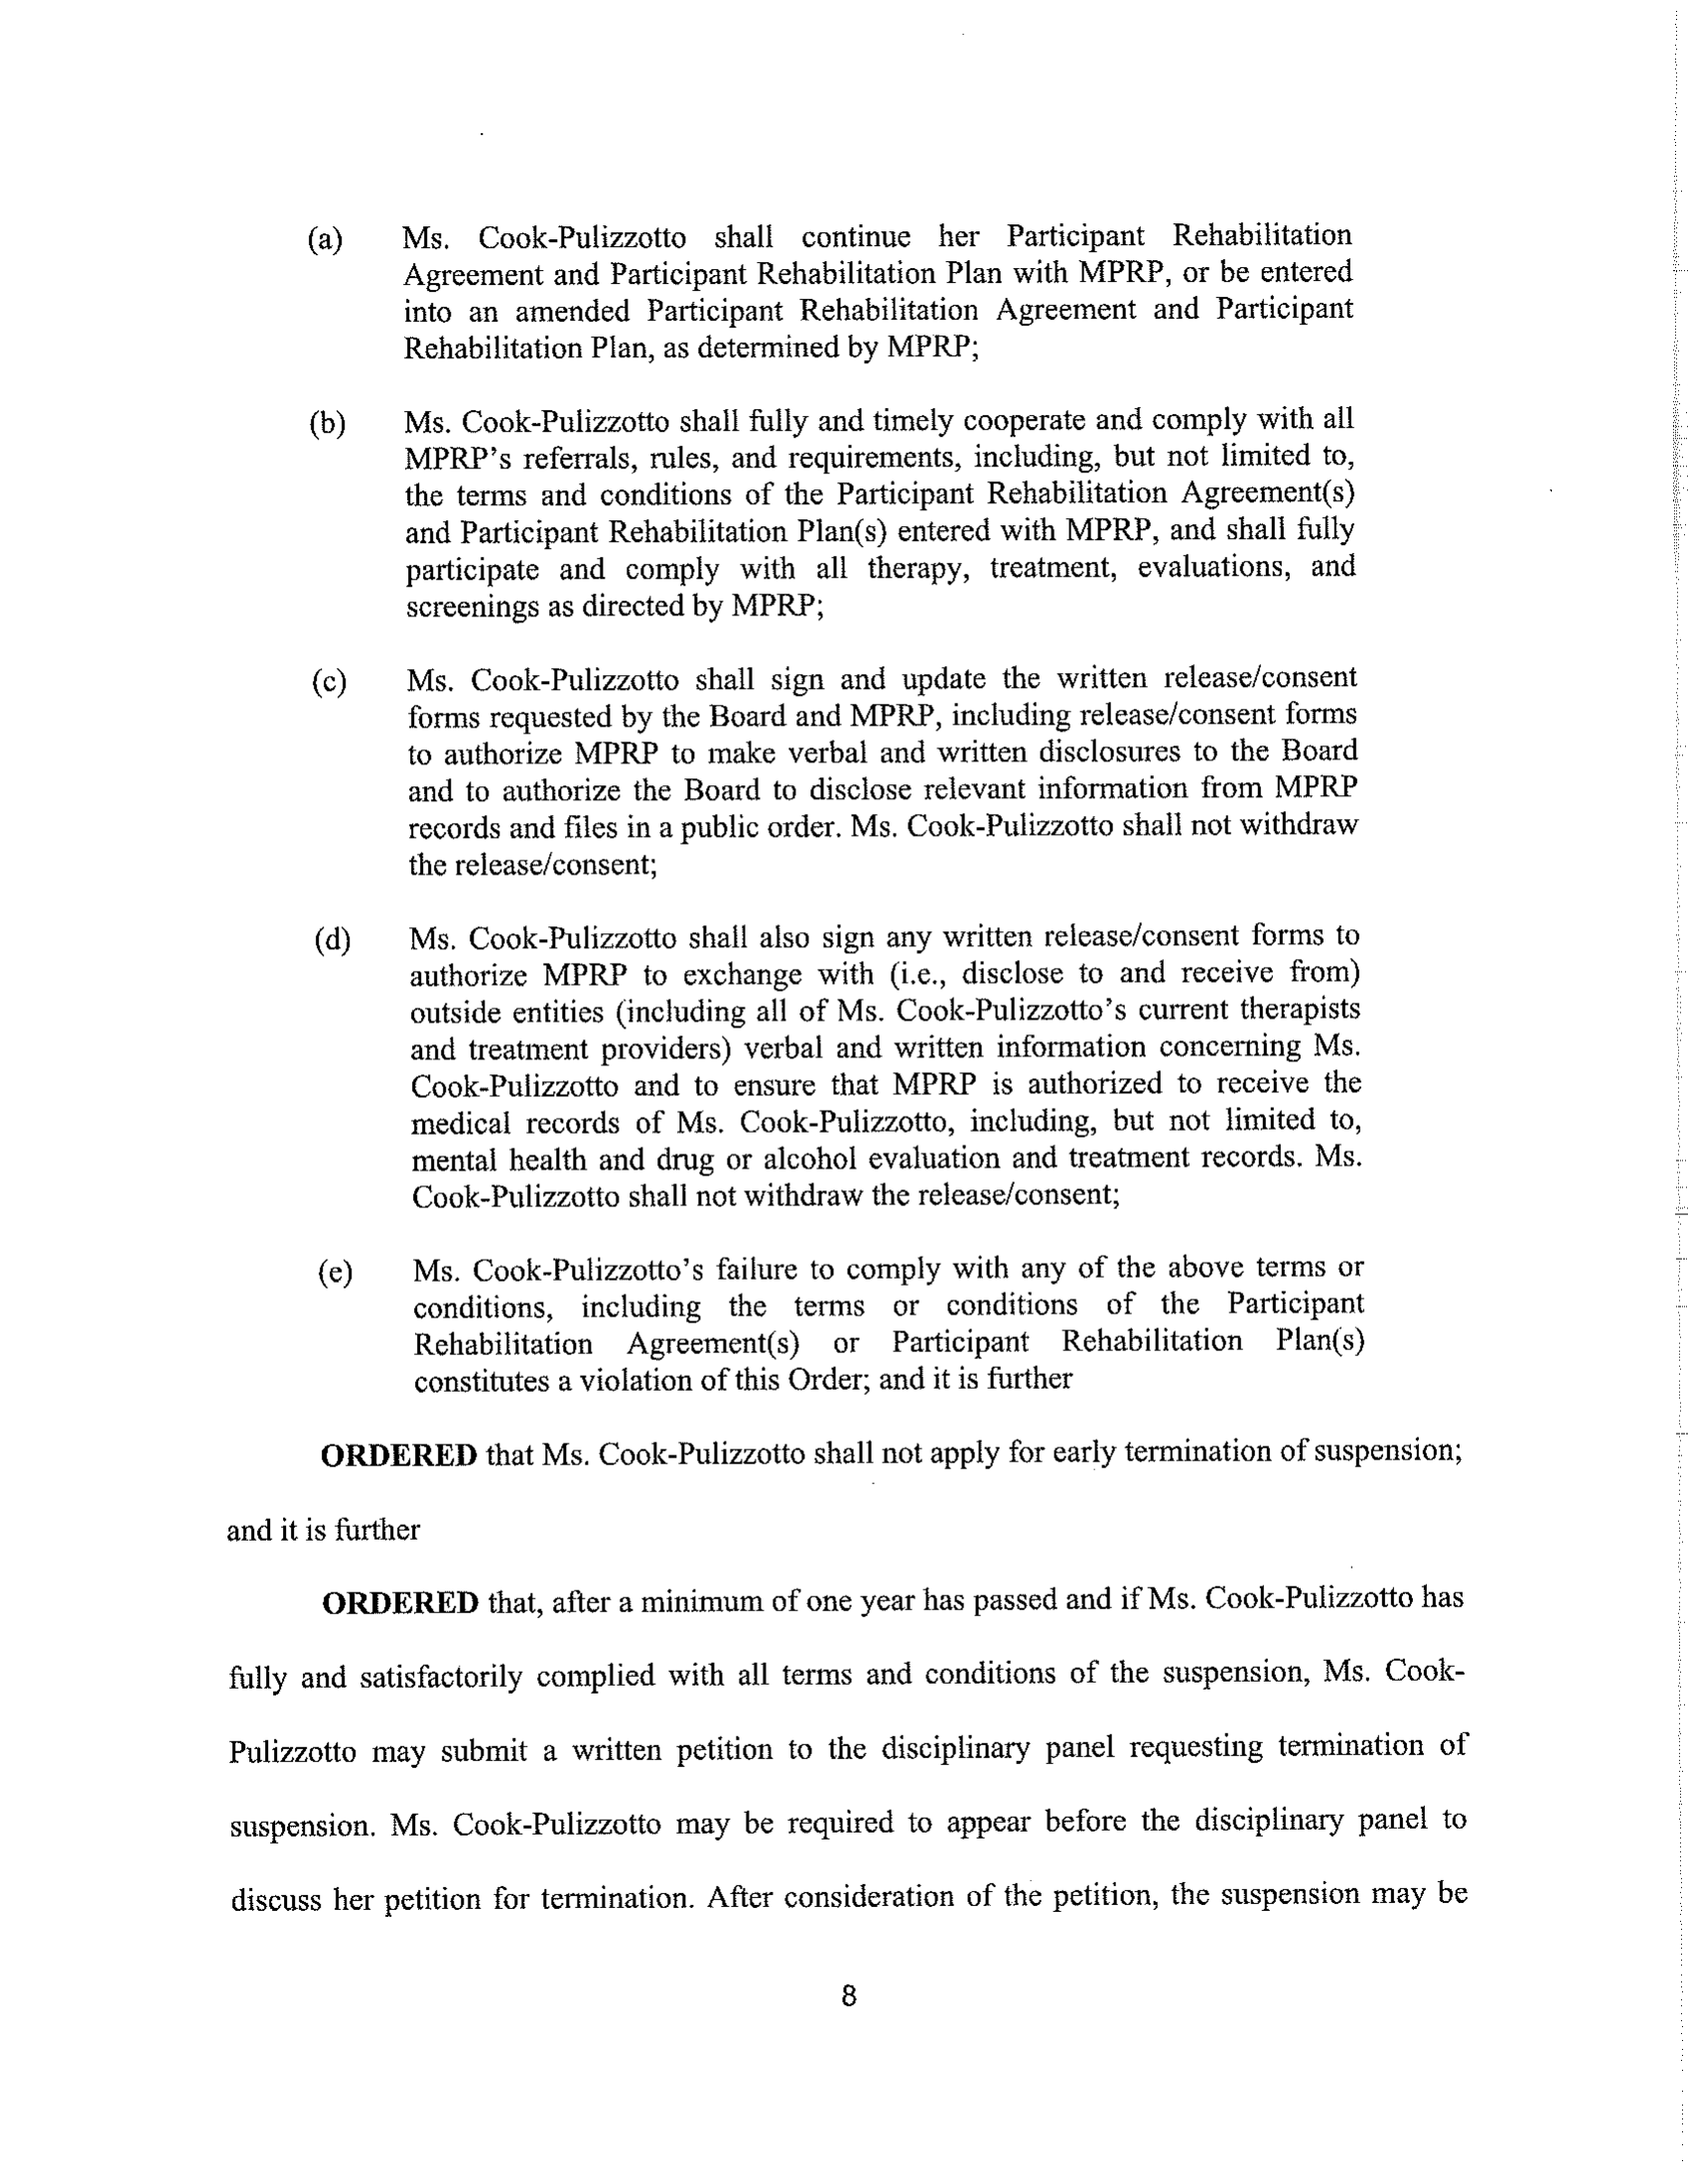 (a) Ms. Cook-Pulizzotto shall continue her Participant Rehabilitation
Agreement and Participant Rehabilitation Plan with MPRP, or be entered
into an amended Participant Rehabilitation Agreement and Participant
Rehabilitation Plan, as determined by MPRP;
(b) Ms. Cook-Pulizzotto shall fully and timely cooperate and comply with all
MPRP's referrals, rules, and requirements, including, but not limited to,
the terms and conditions of the Participant Rehabilitation Agreement(s)
and Participant Rehabilitation Plan(s) entered with MPRP, and shall fully
participate and comply with all therapy, treatment, evaluations, and
screenings as directed by MPRP;
(c) Ms. Cook-Pulizzotto shall sign and update the written release/consent
forms requested by the Board and MPRP, including release/consent forms
to authorize MPRP to make verbal and written disclosures to the Board
and to authorize the Board to disclose relevant information from MPRP
records and files in a public order. Ms. Cook-Pulizzotto shall not withdraw
the release/consent;
(d) Ms. Cook-Pulizzotto shall also sign any written release/consent forms to
authorize MPRP to exchange with (i.e., disclose to and receive from)
outside entities (including all of Ms. Cook-Pulizzotto's current therapists
and treatment providers) verbal and written information concerning Ms.
Cook-Pulizzotto and to ensure that MPRP is authorized to receive the
medical records of Ms. Cook-Pulizzotto, including, but not limited to,
mental health and drug or alcohol evaluation and treatment records. Ms.
Cook-Pulizzotto shall not withdraw the release/consent;
(e) Ms. Cook-Pulizzotto's failure to comply with any of the above terms or
conditions, including the terms or conditions of the Participant
Rehabilitation Agreement(s) or Participant Rehabilitation Plan(s)
constitutes a violation of this Order; and it is further
ORDERED that Ms. Cook-Pulizzotto shall not apply for early termination of suspension;
and it is further
ORDERED that, after a minimum of one year has passed and if Ms. Cook-Pulizzotto has
fully and satisfactorily complied with all terms and conditions of the suspension, Ms. Cook-
Pulizzotto may submit a written petition to the disciplinary panel requesting termination of
suspension. Ms. Cook-Pulizzotto may be required to appear before the disciplinary panel to
discuss her petition for termination. After consideration of the petition, the suspension may be
8